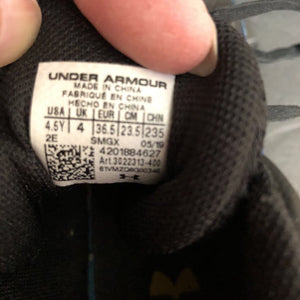 UNDER ARMOUR
MADE IN CHINA
FABRIQUÉ EN CHINE
HECHO EN CHINA
USA UK EUR CM CHN
4.5Y 4 36.5 23.5 235
2E SMGX 05/19
4201884627
Art.3022313-400